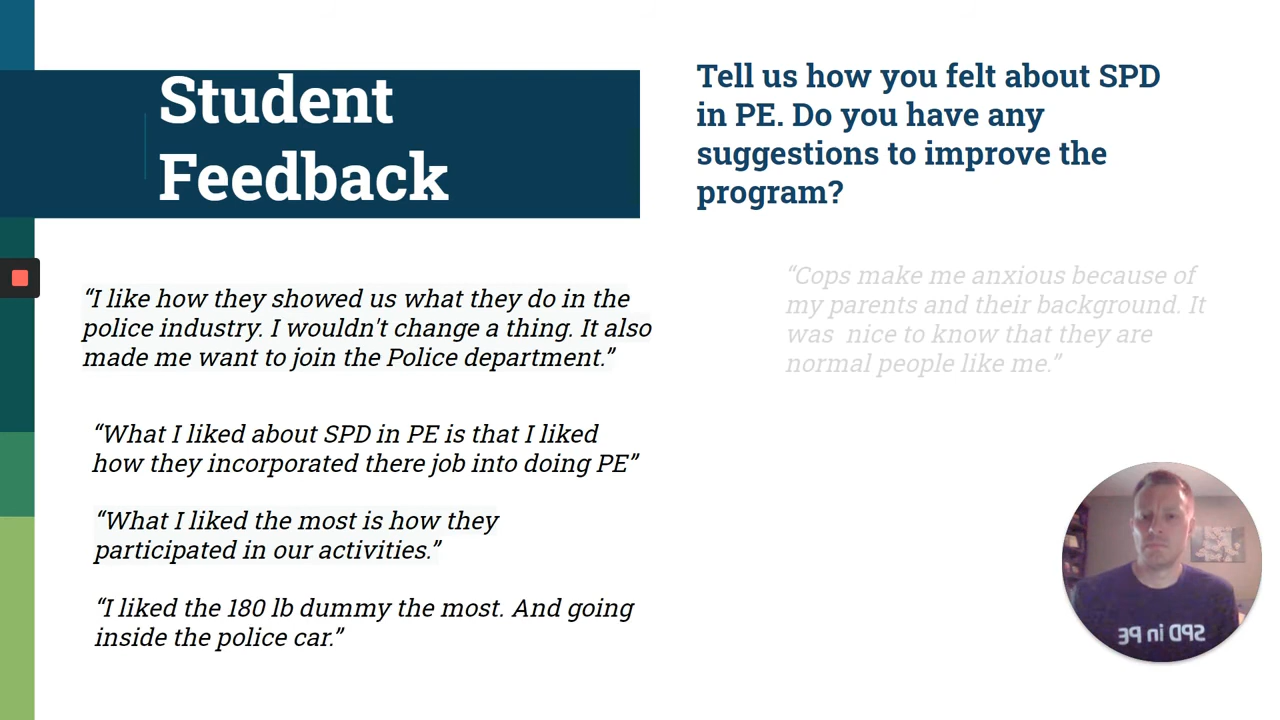 Student
Feedback
Tell us how you felt about SPD
in PE. Do you have any
suggestions to improve the
program?
“I like how they showed us what they do in the
police industry. I wouldn't change a thing. It also
made me want to join the Police department.”
“What I liked about SPD in PE is that I liked
how they incorporated there job into doing PE”
“What I liked the most is how they
participated in our activities.”
“I liked the 180 lb dummy the most. And going
inside the police car.”
“Cops make me anxious because of
my parents and their background. It
was  nice to know that they are
normal people like me.”
SPD in PE